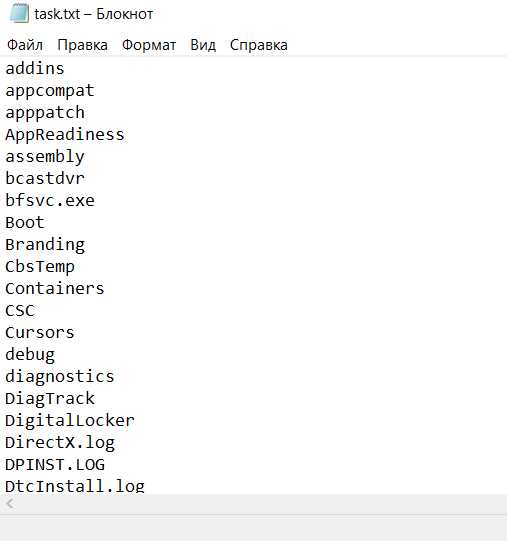 task.txt – Блокнот
Файл Правка Формат Вид Справка
addins
appcompat
apppatch
AppReadiness
assembly
bcastdvr
bfsvc.exe
Boot
Branding
CbsTemp
Containers
CSC
Cursors
debug
diagnostics
DiagTrack
DigitalLocker
DirectX.log
DPINST.LOG
DtcInstall.log